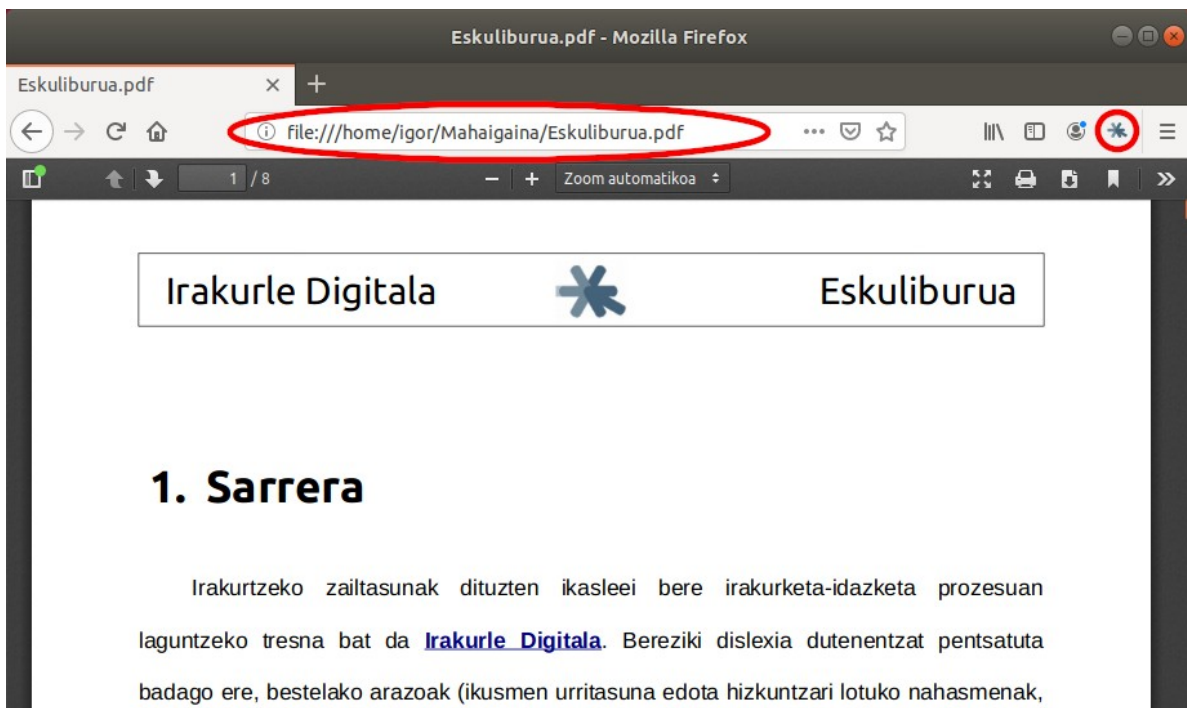 Eskuliburua.pdf - Mozilla Firefox
Eskuliburua.pdf
file:///home/igor/Mahaigaina/Eskuliburua.pdf
1 / 8
Zoom automatikoa
Irakurle Digitala Eskuliburua
1. Sarrera
Irakurtzeko zailtasunak dituzten ikasleei bere irakurketa-idazketa prozesuan
laguntzeko tresna bat da Irakurle Digitala. Bereziki dislexia dutenentzat pentsatuta
badago ere, bestelako arazoak (ikusmen urritasuna edota hizkuntzari lotuko nahasmenak,